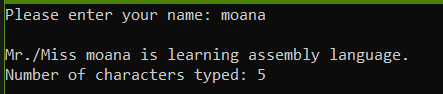 Please enter your name: moana
Mr./Miss moana is learning assembly language.
Number of characters typed: 5